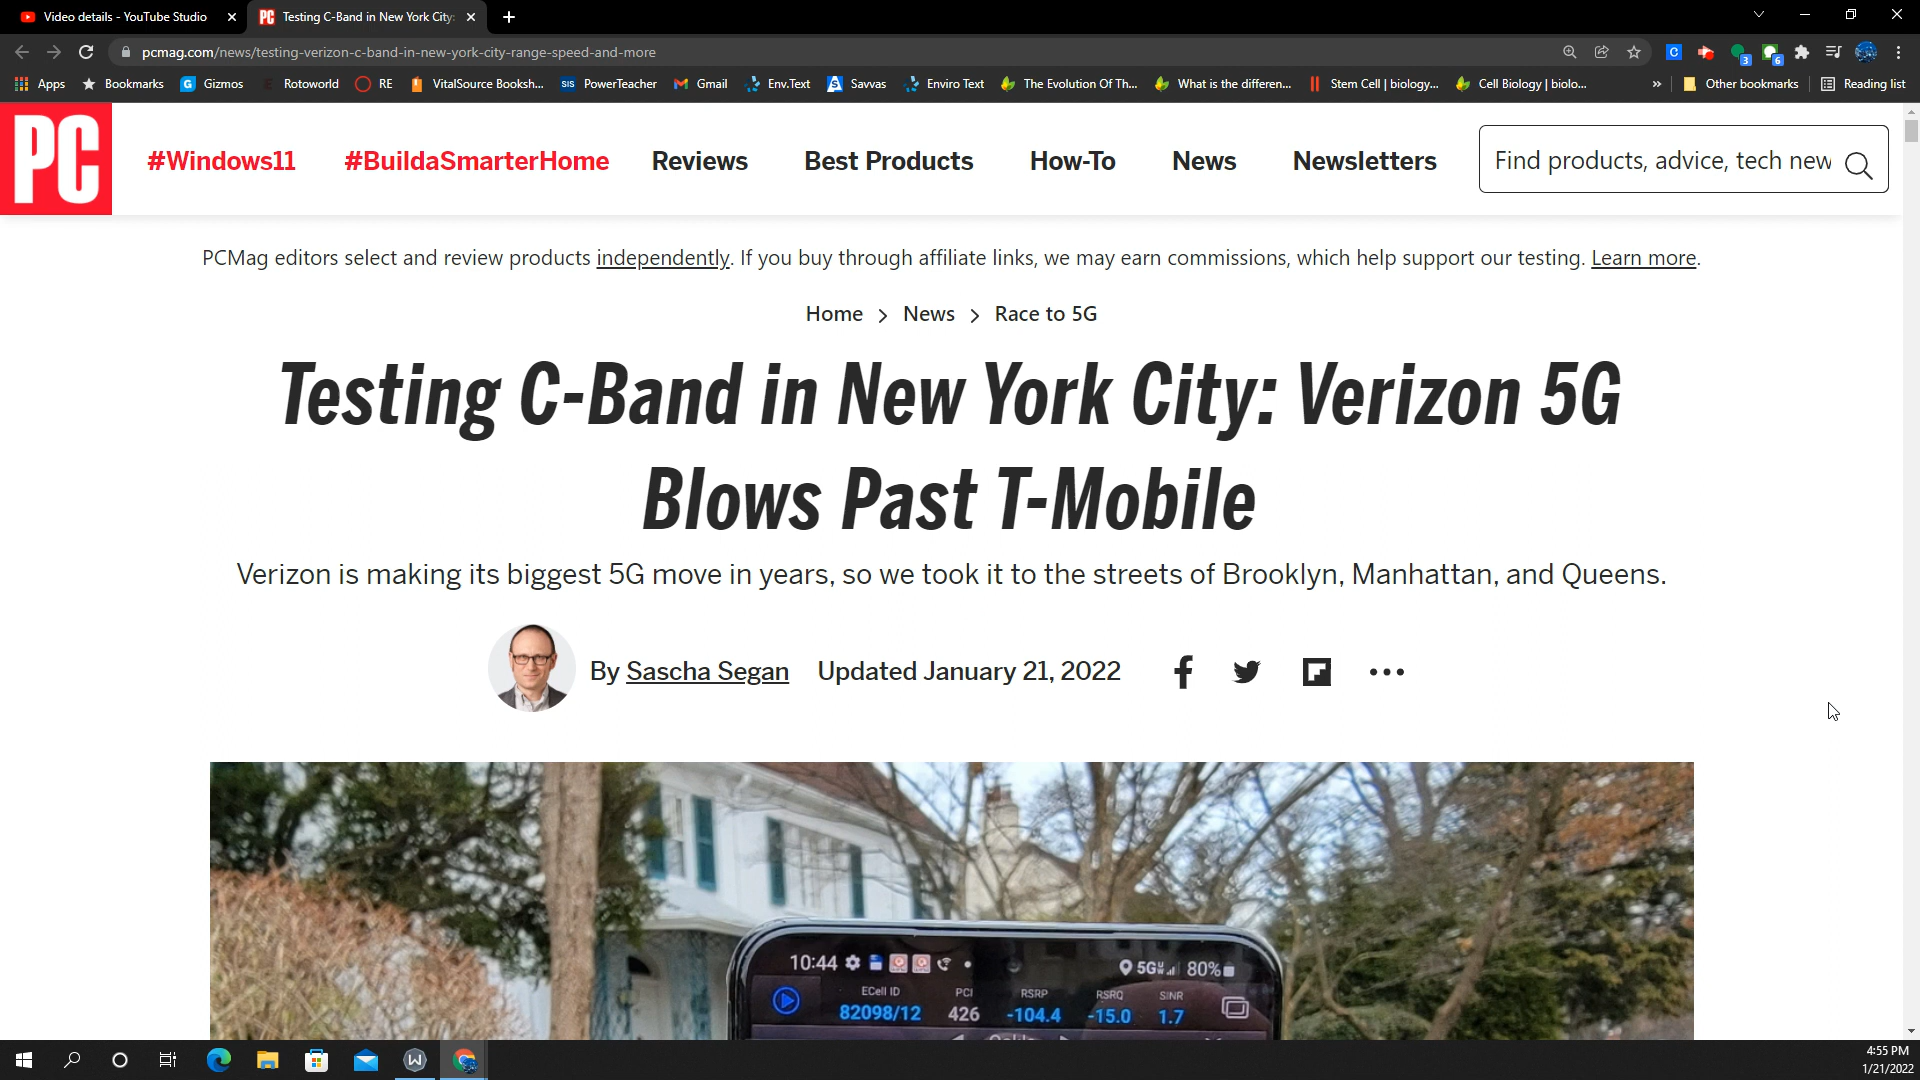 Video details - YouTube Studio
Testing C-Band in New York City:
pcmag.com/news/testing-verizon-c-band-in-new-york-city-range-speed-and-more
Apps Bookmarks Gizmos Rotoworld RE VitalSource Booksh... SIS PowerTeacher Gmail Env.Text Savvas Enviro Text The Evolution Of Th... What is the differen... Stem Cell | biology... Cell Biology | biolo... » Other bookmarks Reading list
PC
#Windows11 #BuildaSmarterHome Reviews Best Products How-To News Newsletters Find products, advice, tech new
PCMag editors select and review products independently. If you buy through affiliate links, we may earn commissions, which help support our testing. Learn more.
Home > News > Race to 5G
Testing C-Band in New York City: Verizon 5G
Blows Past T-Mobile
Verizon is making its biggest 5G move in years, so we took it to the streets of Brooklyn, Manhattan, and Queens.
By Sascha Segan Updated January 21, 2022
10:44 5G 80%
ECell ID PCI RSRP RSRQ SINR
82098/12 426 -104.4 -15.0 1.7
4:55 PM
1/21/2022